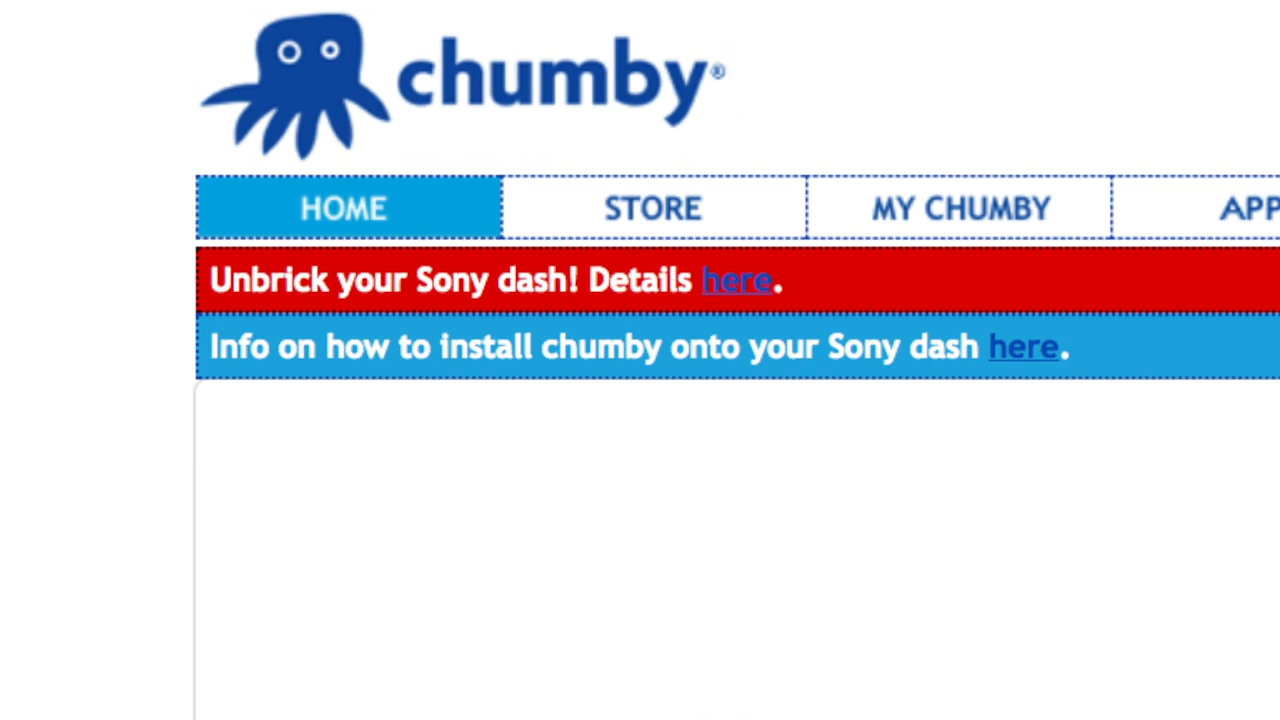 chumby®
HOME STORE MY CHUMBY APP
Unbrick your Sony dash! Details here.
Info on how to install chumby onto your Sony dash here.